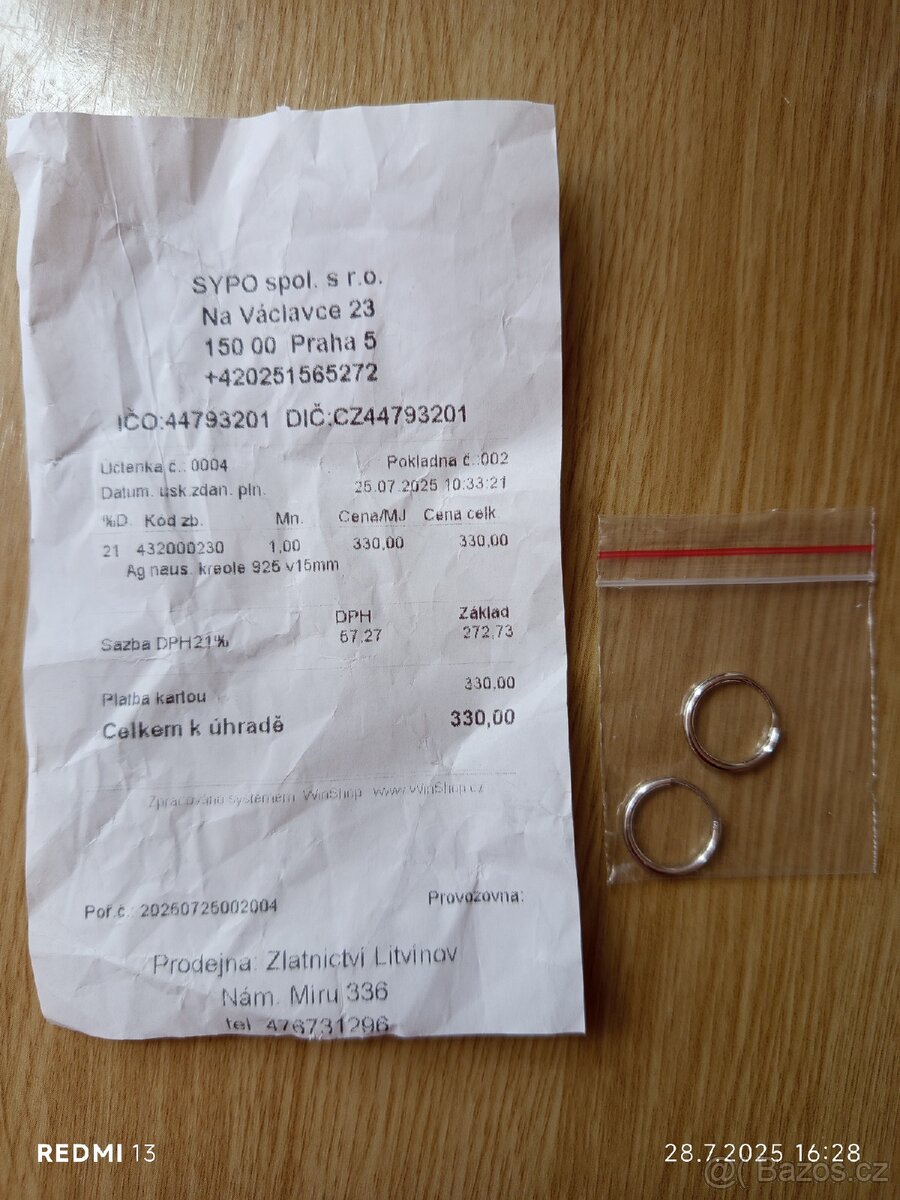 SYPO spol. s r.o.
Na Václavce 23
150 00 Praha 5
+420251565272
IČO:44793201 DIČ:CZ44793201
Účtenka č.: 0004 Pokladna č.:002
Datum. usk.zdan. pln. 25.07.2025 10:33:21
%D Kód zb. Mn. Cena/MJ Cena celk.
21 432000230 1,00 330,00 330,00
Ag naus. kreole 925 v15mm
DPH Základ
Sazba DPH21% 57,27 272,73
Platba kartou 330,00
Celkem k úhradě 330,00
Zpracováno systémem WinShop www.WinShop.cz
Poř.č.: 20250725002004 Provozovna:
Prodejna: Zlatnictví Litvínov
Nám. Míru 336
tel. 476731296
REDMI 13
28.7.2025 16:28
@ Bazos.cz